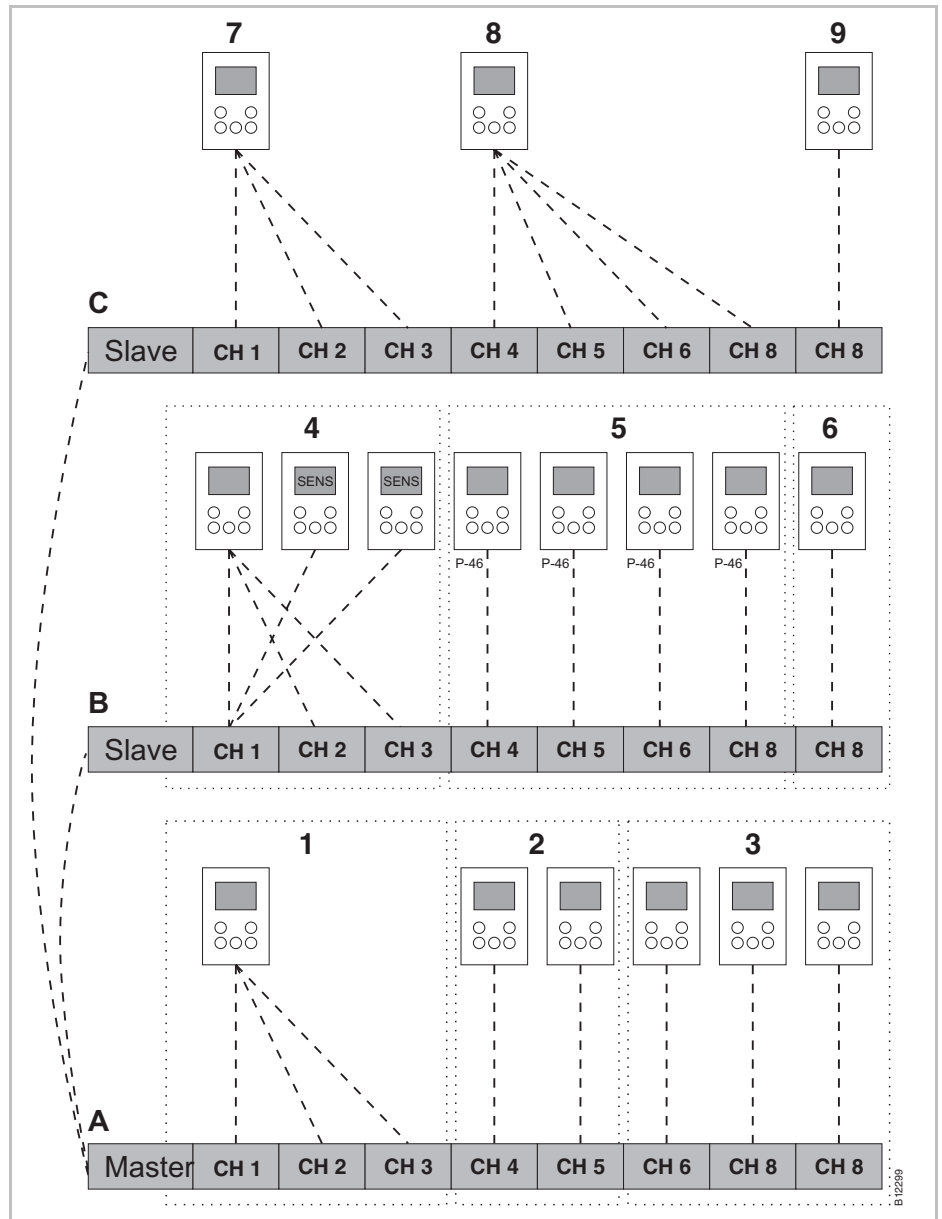 7 8 9
C
Slave CH 1 CH 2 CH 3 CH 4 CH 5 CH 6 CH 8 CH 8
4 5 6
SENS SENS
P-46 P-46 P-46 P-46
B
Slave CH 1 CH 2 CH 3 CH 4 CH 5 CH 6 CH 8 CH 8
1 2 3
A
Master CH 1 CH 2 CH 3 CH 4 CH 5 CH 6 CH 8 CH 8
B12299